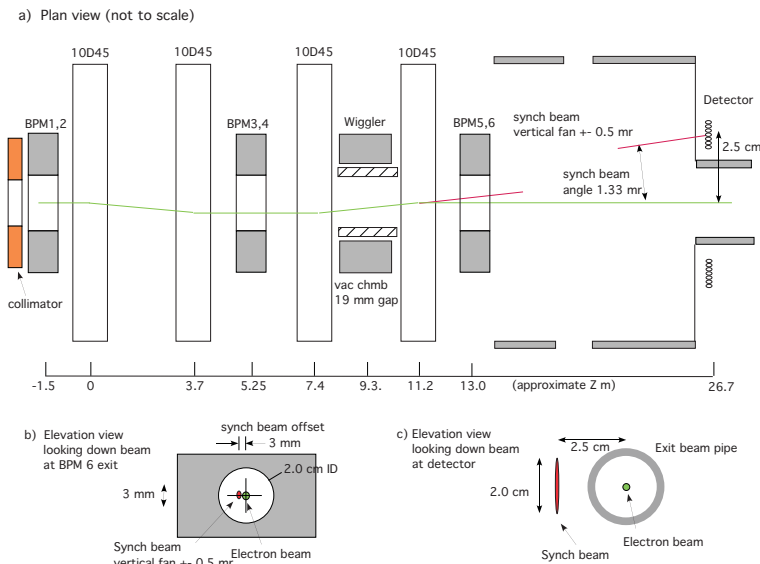 a) Plan view (not to scale)
10D45
10D45
10D45
10D45
BPM1,2
BPM3,4
Wiggler
BPM5,6
synch beam
vertical fan +- 0.5 mr
Detector
2.5 cm
synch beam
angle 1.33 mr
collimator
vac chmb
19 mm gap
-1.5
0
3.7
5.25
7.4
9.3.
11.2
13.0
(approximate Z m)
26.7
b) Elevation view
looking down beam
at BPM 6 exit
synch beam offset
3 mm
2.0 cm ID
3 mm
Synch beam
vertical fan +- 0.5 mr
Electron beam
c) Elevation view
looking down beam
at detector
2.5 cm
Exit beam pipe
2.0 cm
Electron beam
Synch beam